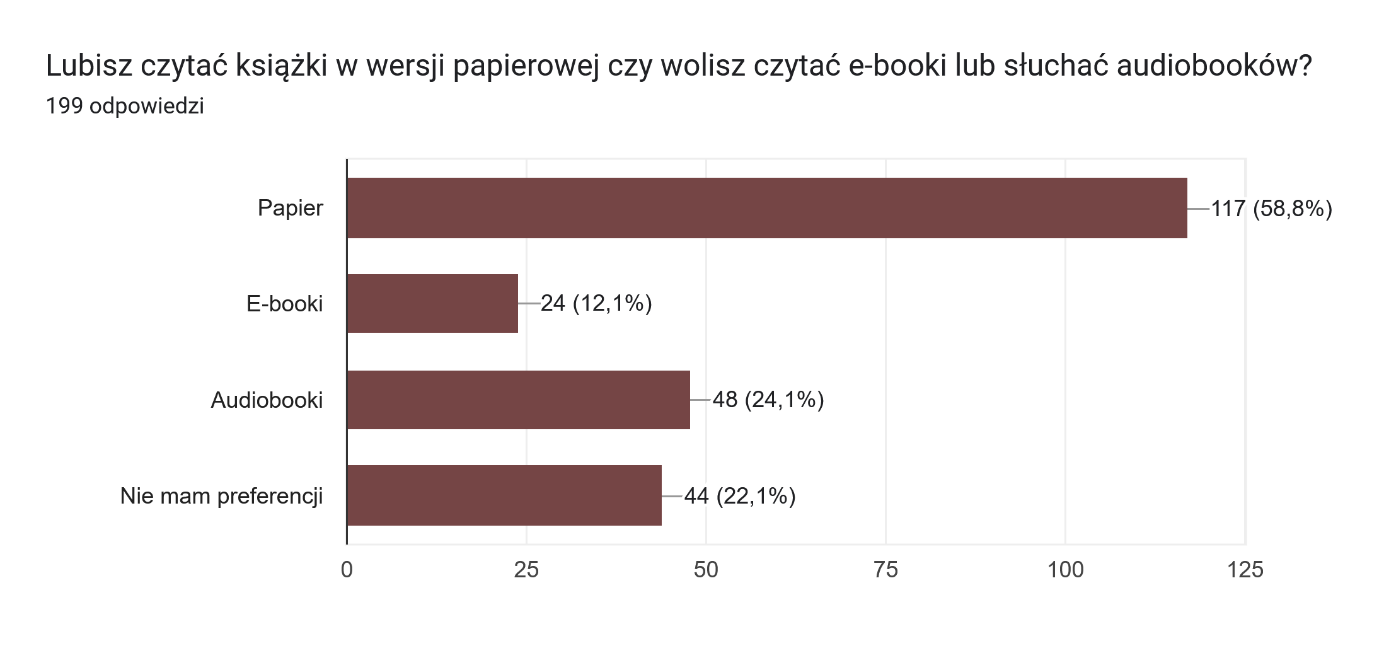 Lubisz czytać książki w wersji papierowej czy wolisz czytać e-booki lub słuchać audiobooków?
199 odpowiedzi
Papier
117 (58,8%)
E-booki
24 (12,1%)
Audiobooki
48 (24,1%)
Nie mam preferencji
44 (22,1%)
0 25 50 75 100 125